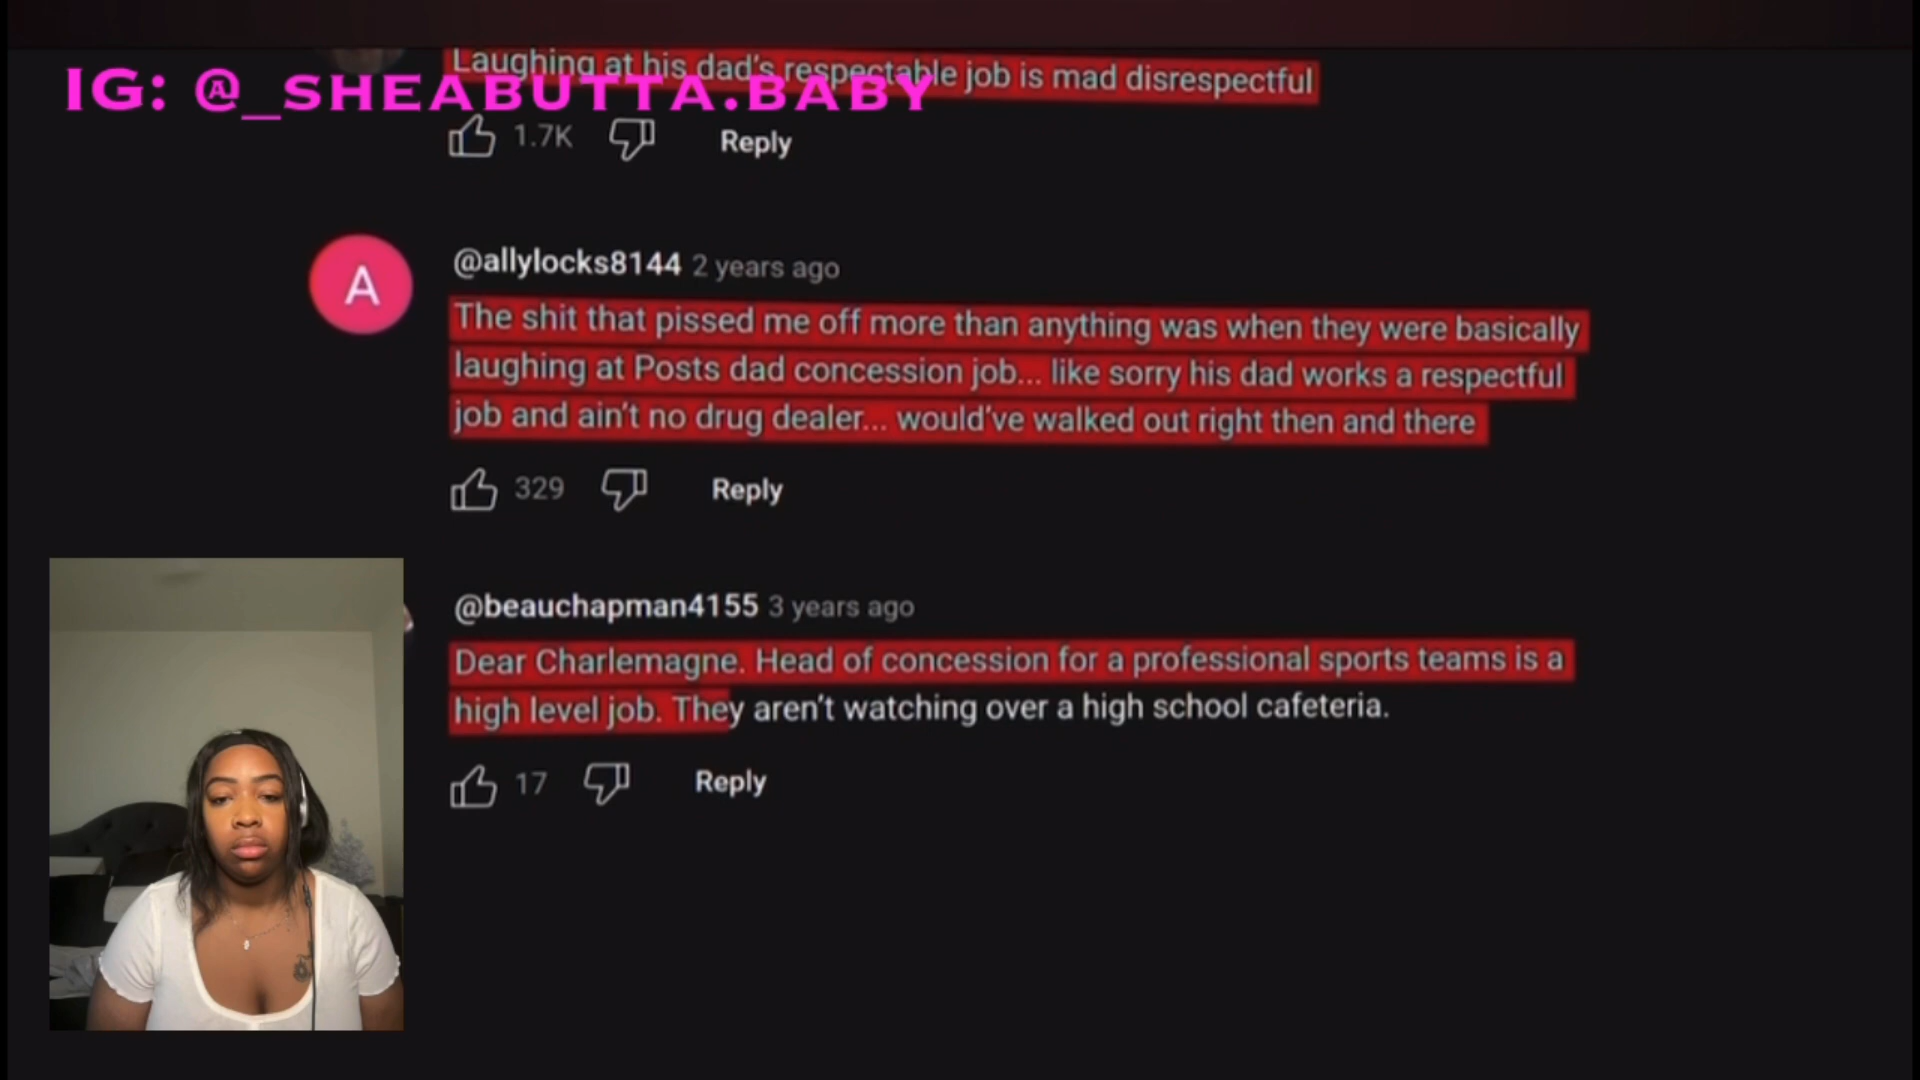 Laughing at his dad's respectable job is mad disrespectful
IG: @_SHEABUTTA.BABY
1.7K Reply
A
@allylocks8144 2 years ago
The shit that pissed me off more than anything was when they were basically
laughing at Posts dad concession job... like sorry his dad works a respectful
job and ain't no drug dealer... would've walked out right then and there
329 Reply
@beauchapman4155 3 years ago
Dear Charlemagne. Head of concession for a professional sports teams is a
high level job. They aren't watching over a high school cafeteria.
17 Reply